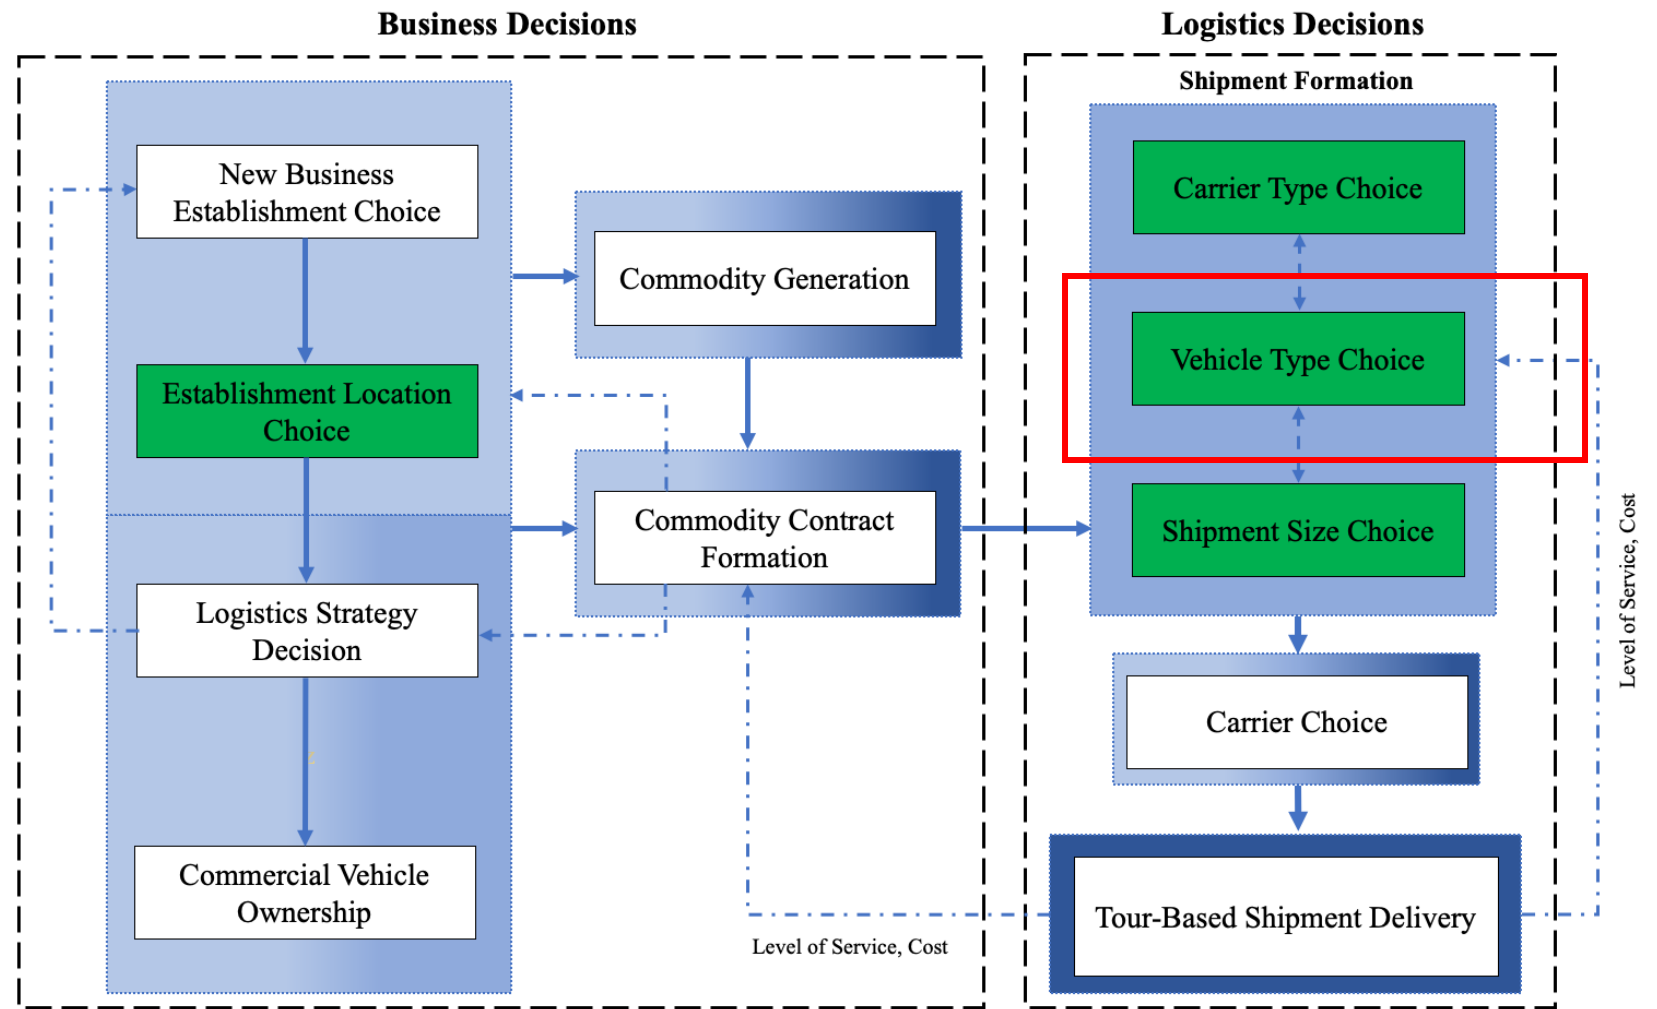 Business Decisions
New Business
Establishment Choice
Establishment Location
Choice
Logistics Strategy
Decision
Commercial Vehicle
Ownership
Commodity Generation
Commodity Contract
Formation
Level of Service, Cost
Logistics Decisions
Shipment Formation
Carrier Type Choice
Vehicle Type Choice
Shipment Size Choice
Carrier Choice
Tour-Based Shipment Delivery
Level of Service, Cost